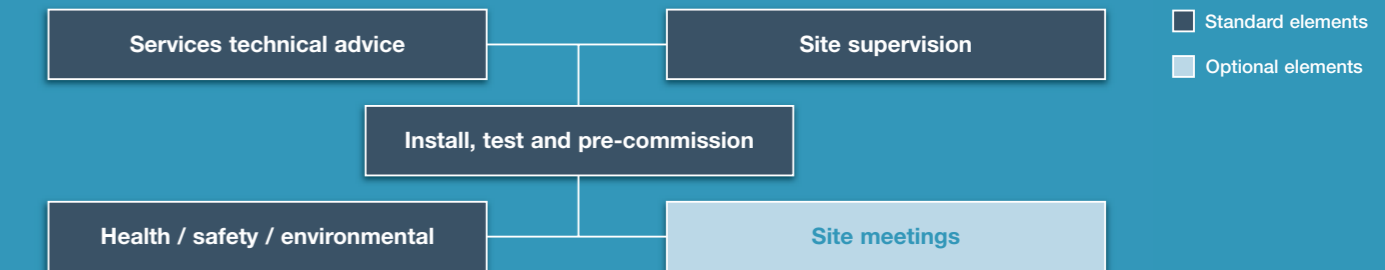 Services technical advice
Site supervision
Standard elements
Optional elements
Install, test and pre-commission
Health / safety / environmental
Site meetings